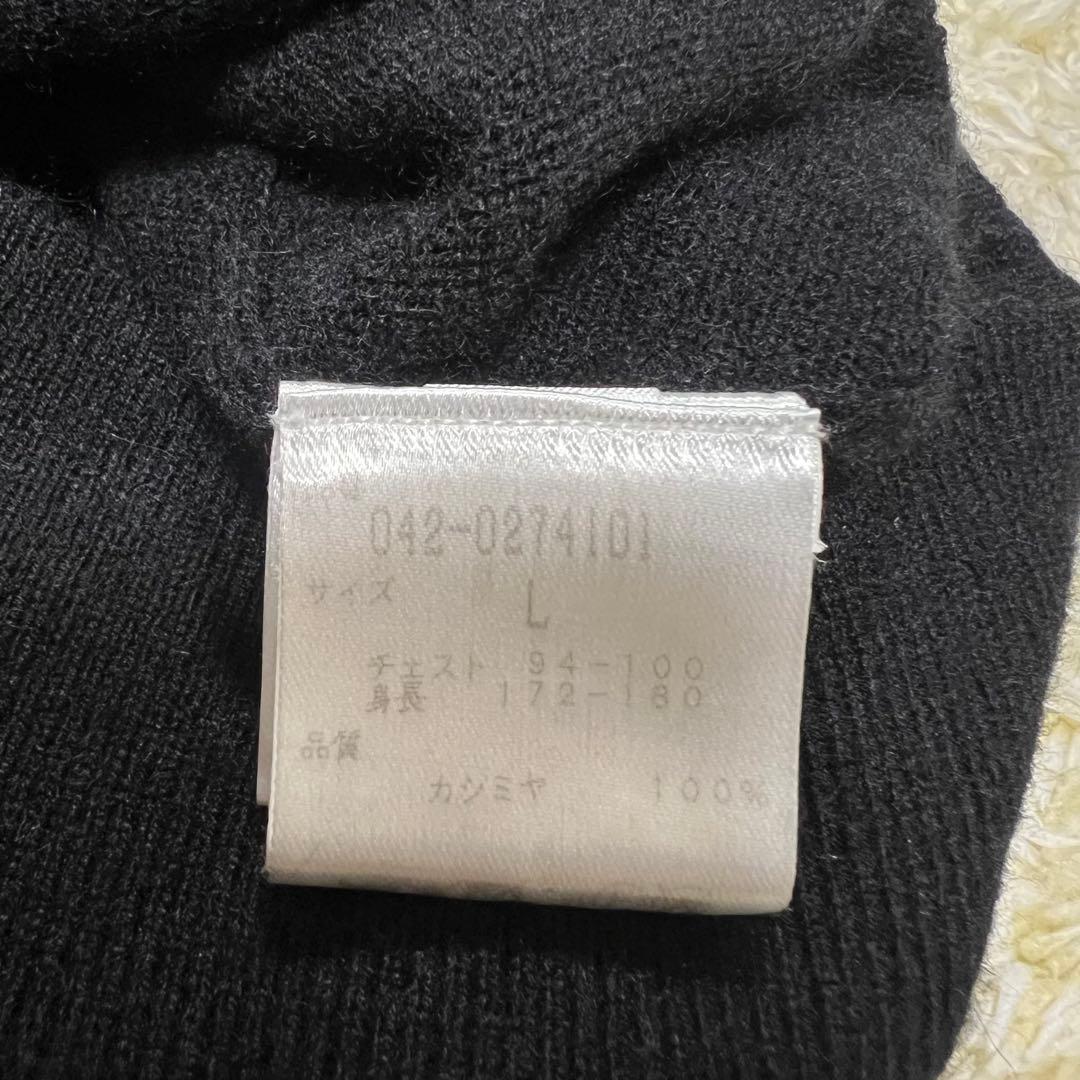 042-0274101
サイズ L
チェスト 94-100
身長 172-180
品質
カシミヤ 100%